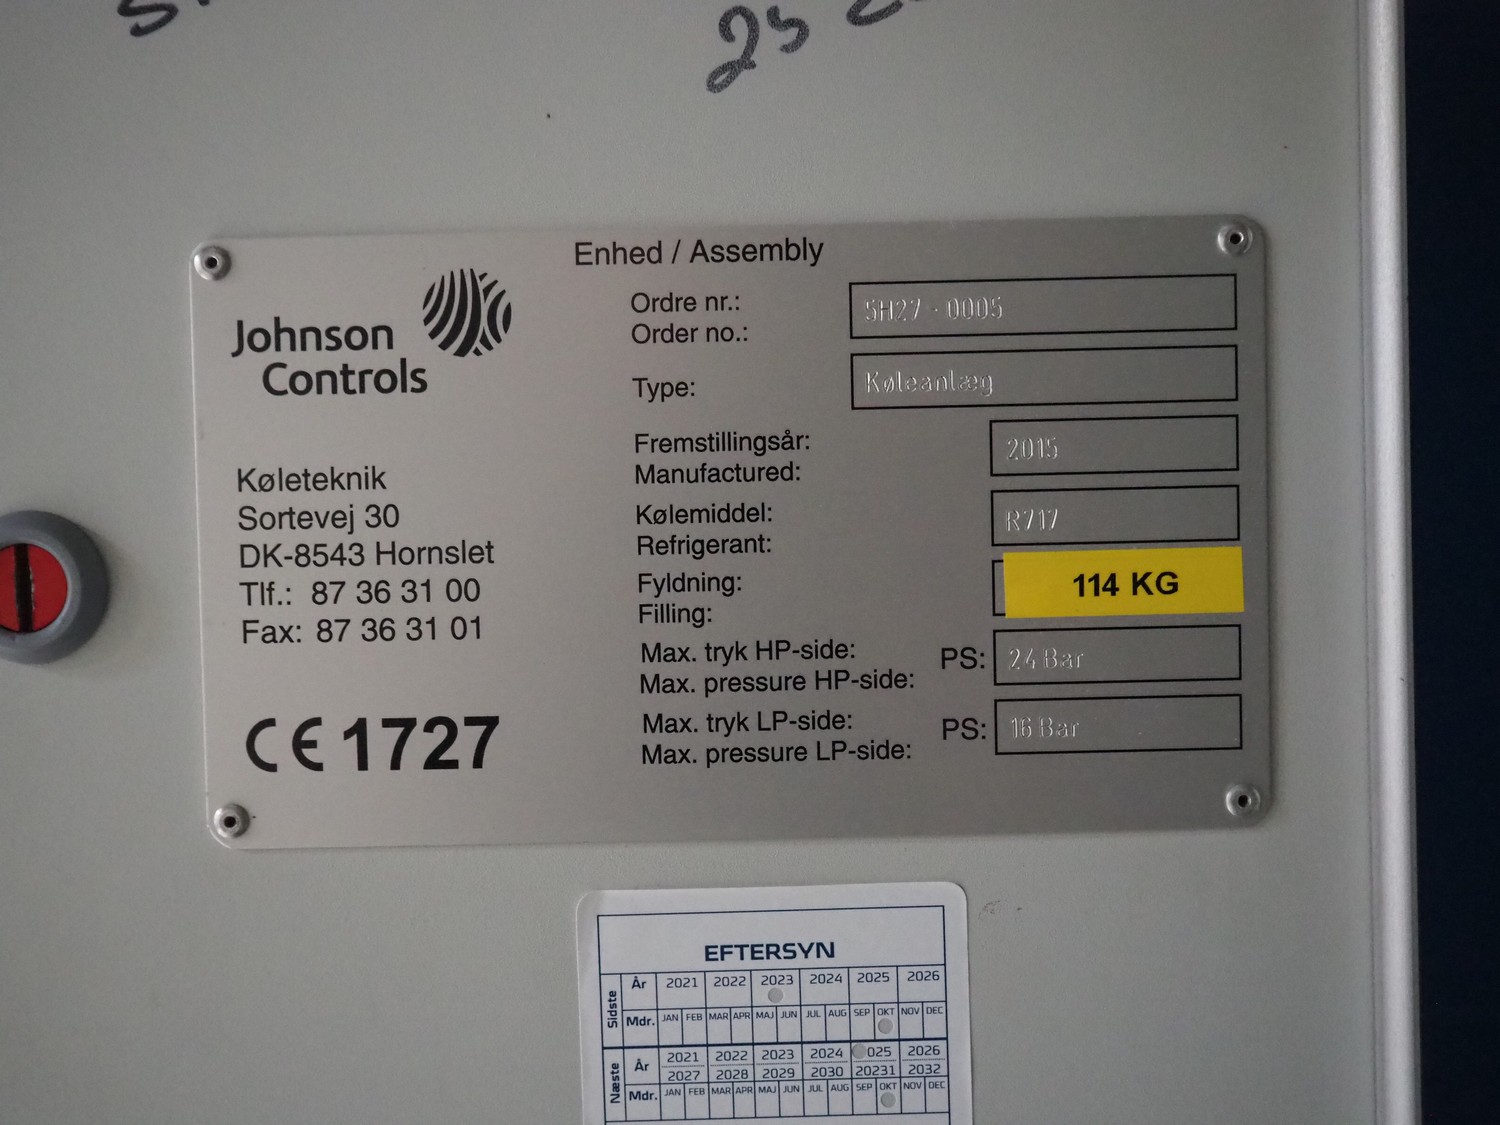 25
Enhed / Assembly
Johnson
Controls
Ordre nr.:
Order no.:
SH27 - 0005
Type:
Køleanlæg
Fremstillingsår:
Manufactured:
2015
Kølemiddel:
Refrigerant:
R717
Fyldning:
Filling:
114 KG
Max. tryk HP-side:
Max. pressure HP-side:
PS: 24 Bar
Max. tryk LP-side:
Max. pressure LP-side:
PS: 16 Bar
Køleteknik
Sortevej 30
DK-8543 Hornslet
Tlf.: 87 36 31 00
Fax: 87 36 31 01
CE 1727
EFTERSYN
Sidste
År 2021 2022 2023 2024 2025 2026
Mdr. JAN FEB MAR APR MAJ JUN JUL AUG SEP OKT NOV DEC
Næste
År 2021 2022 2023 2024 025 2026
2027 2028 2029 2030 20231 2032
Mdr. JAN FEB MAR APR MAJ JUN JUL AUG SEP OKT NOV DEC